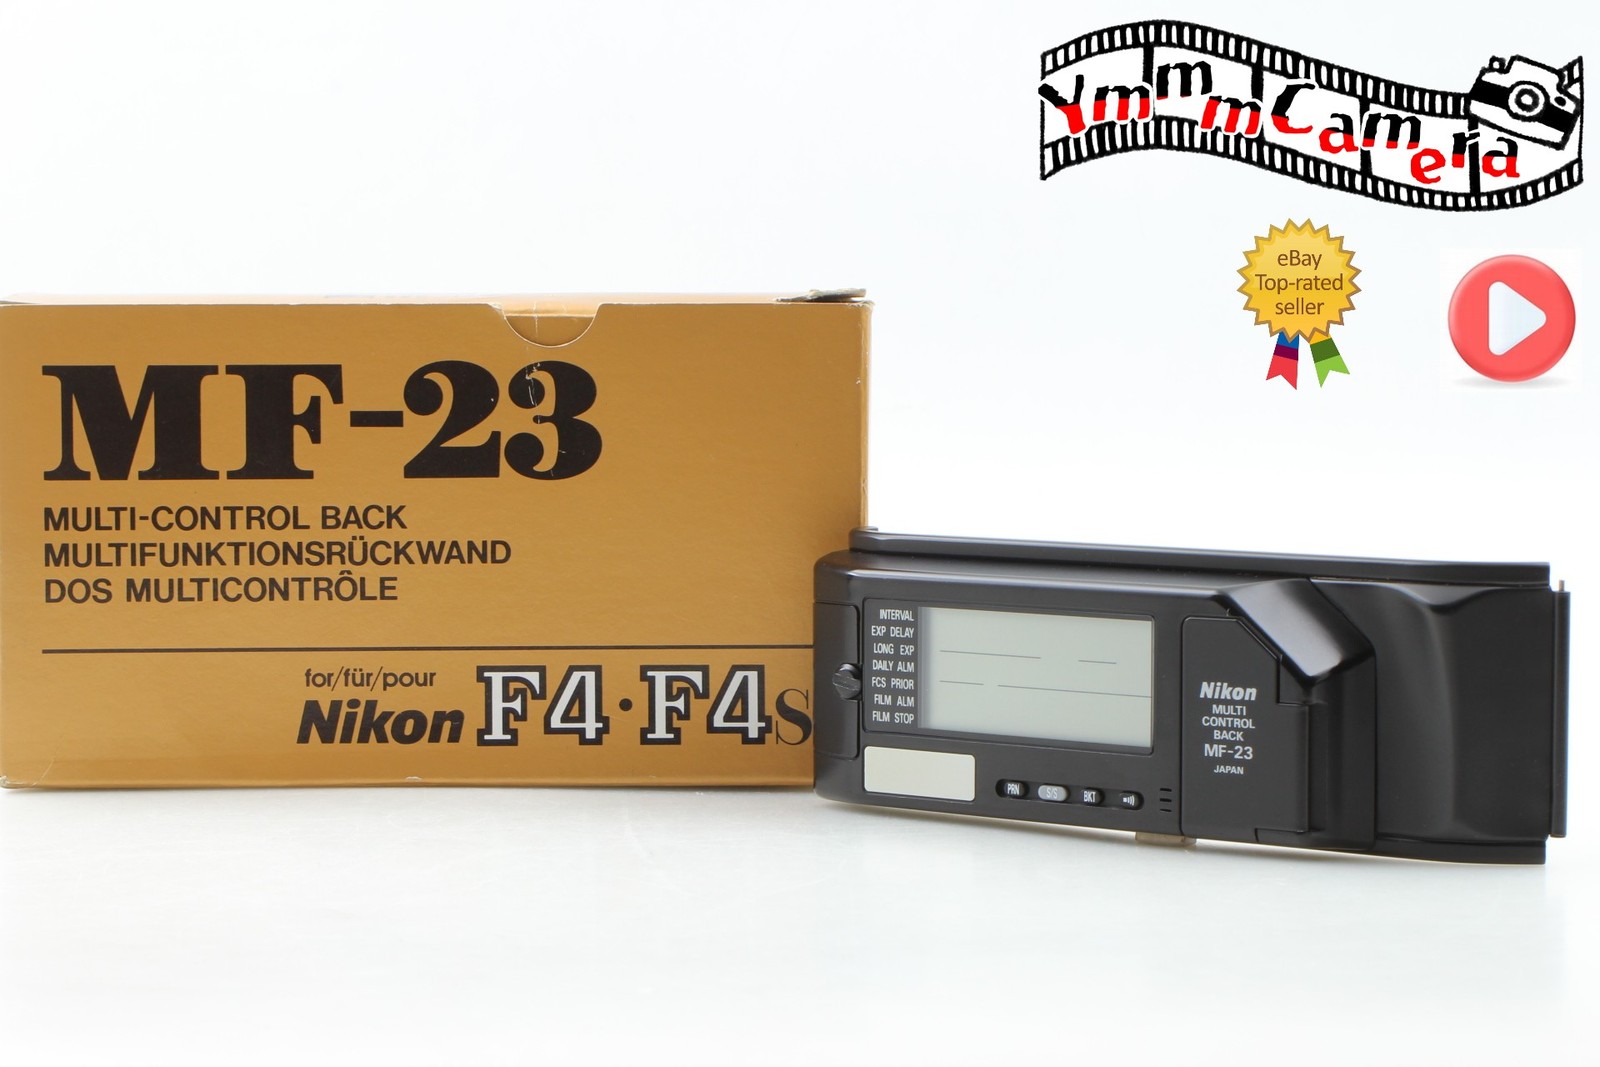 YmmmCamera
eBay
Top-rated
seller
MF-23
MULTI-CONTROL BACK
MULTIFUNKTIONSRÜCKWAND
DOS MULTICONTRÔLE
for/für/pour
Nikon F4·F4s
INTERVAL
EXP DELAY
LONG EXP
DAILY ALM
FCS PRIOR
FILM ALM
FILM STOP
PRN
S/S
BKT
Nikon
MULTI
CONTROL
BACK
MF-23
JAPAN